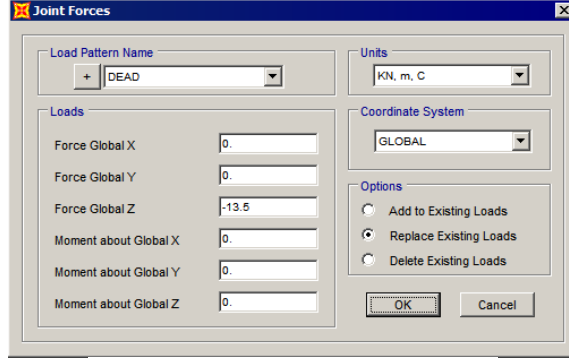 Joint Forces
Load Pattern Name
+ DEAD
Units
KN, m, C
Loads
Force Global X 0.
Force Global Y 0.
Force Global Z -13.5
Moment about Global X 0.
Moment about Global Y 0.
Moment about Global Z 0.
Coordinate System
GLOBAL
Options
Add to Existing Loads
Replace Existing Loads
Delete Existing Loads
OK Cancel